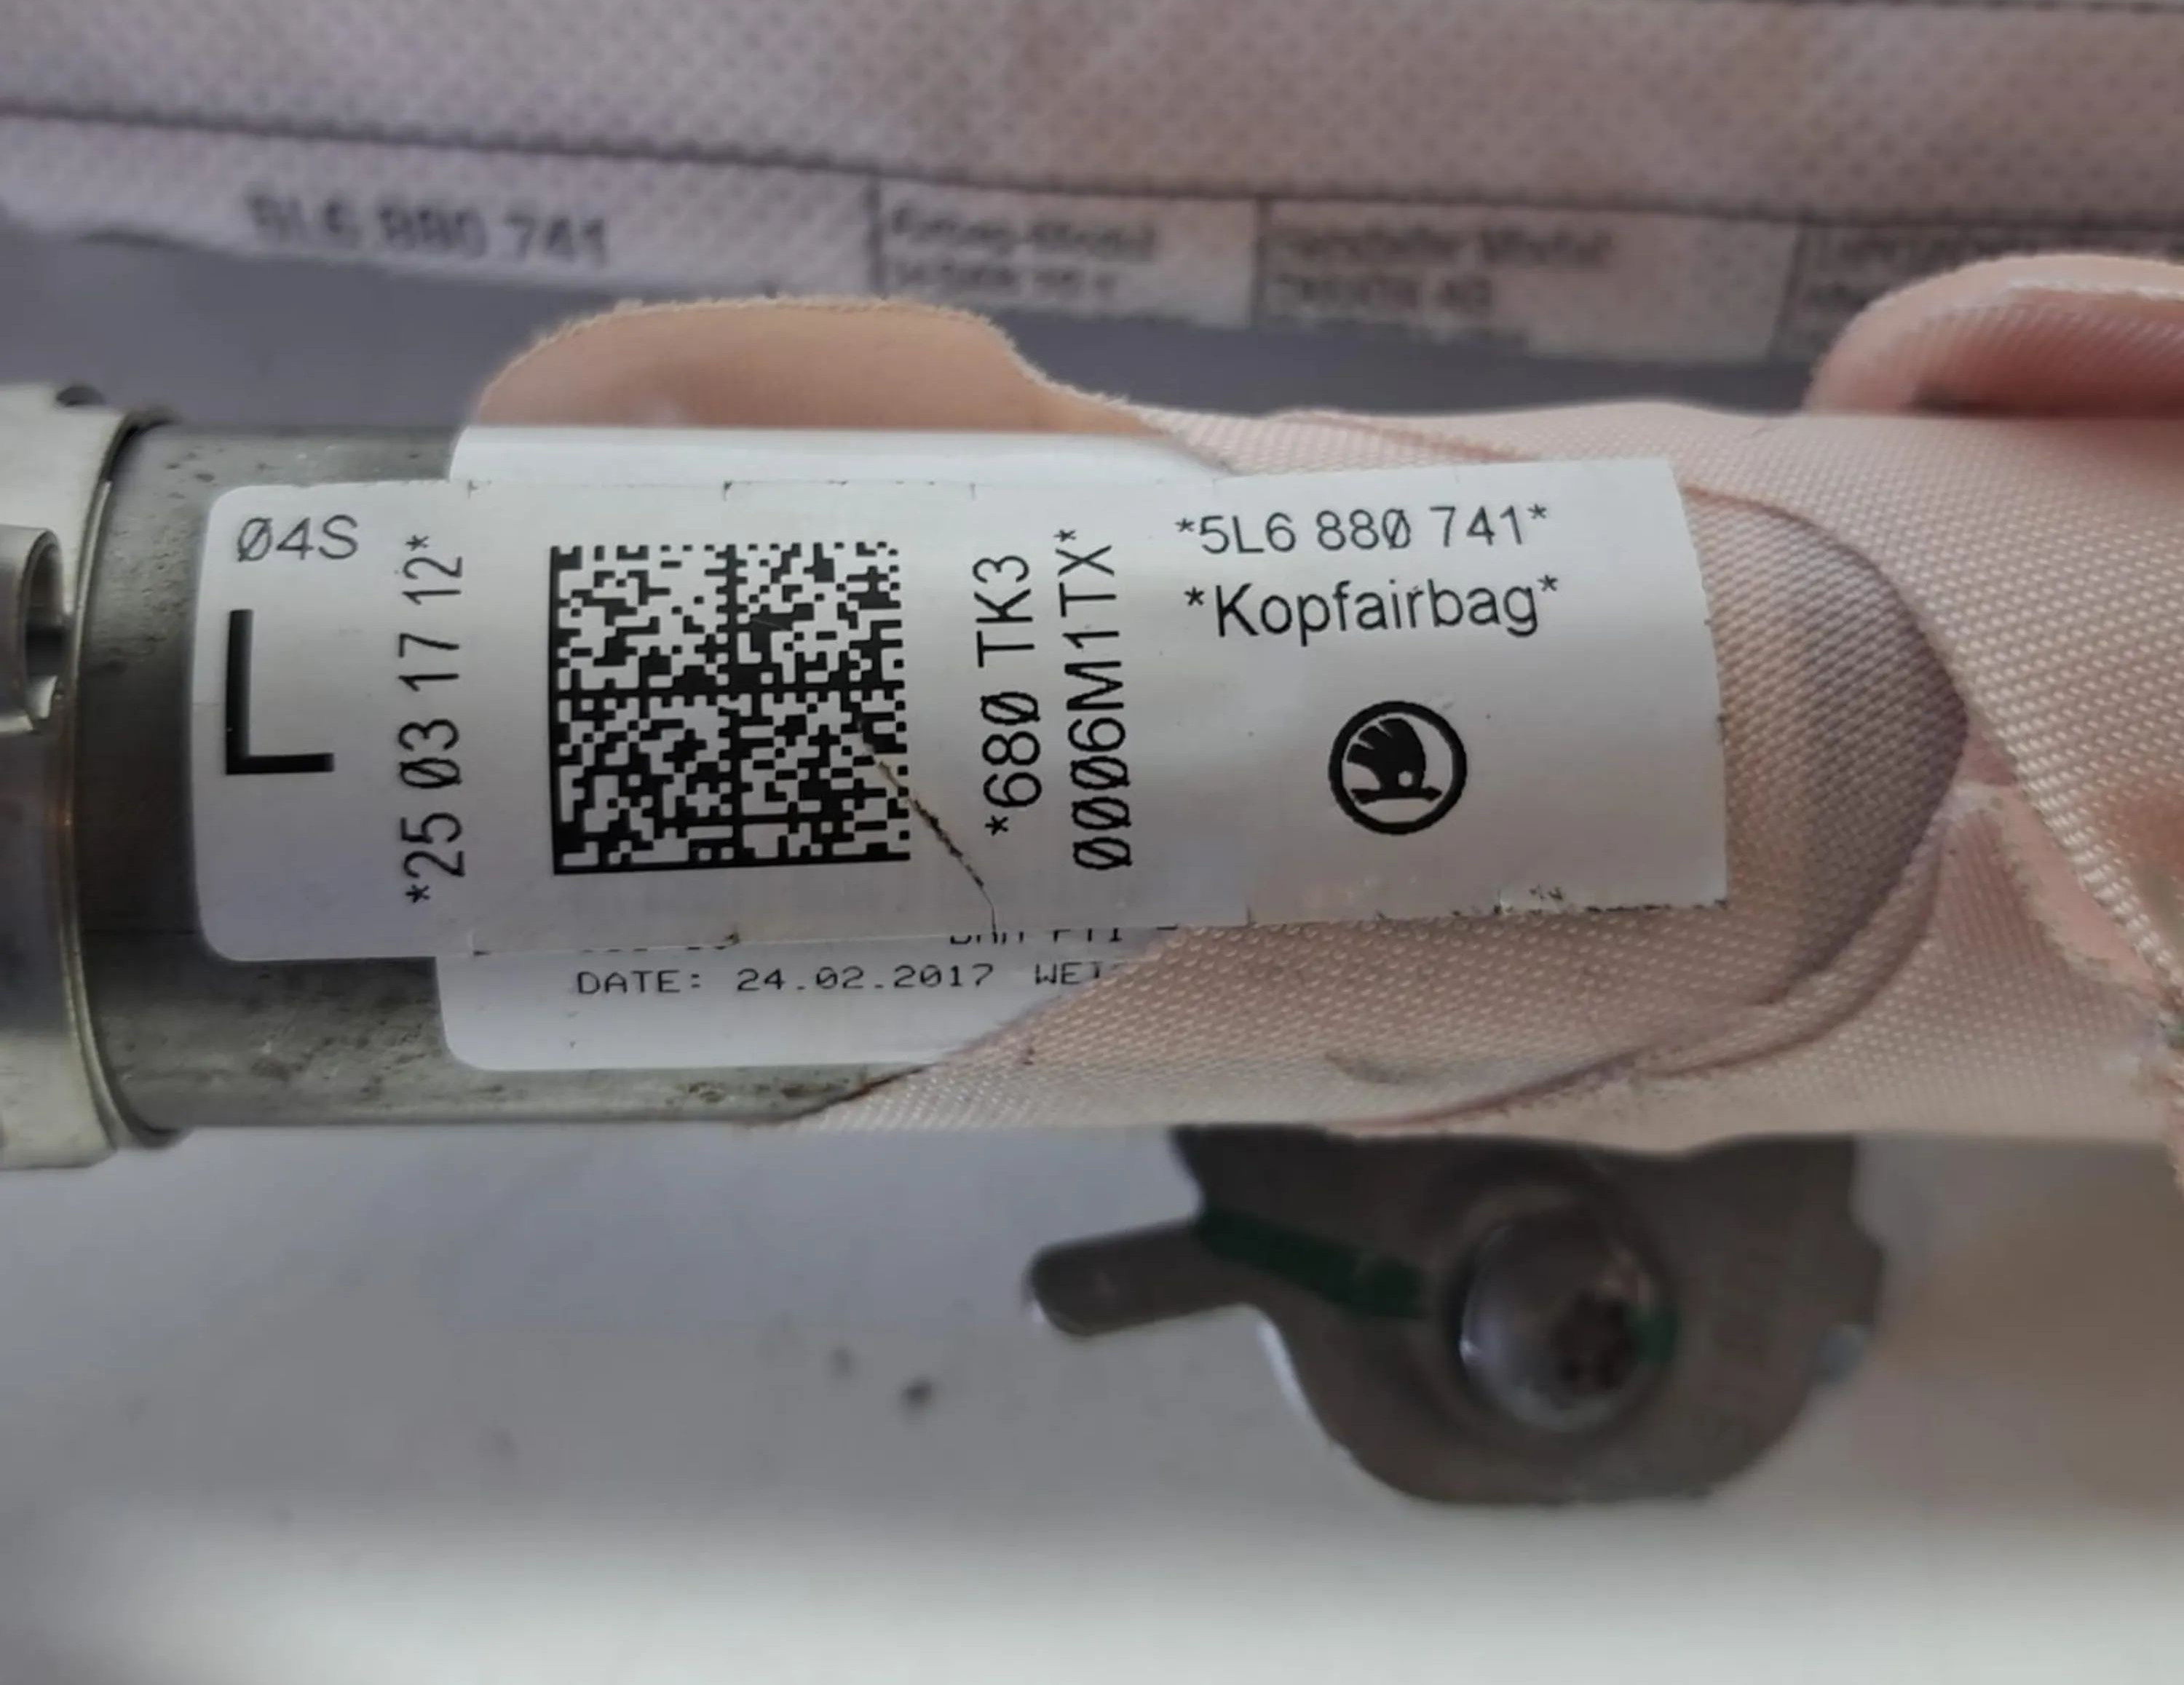 5L6 880 741
Ø4S
L
*25 Ø3 17 12*
*68Ø TK3
ØØØ6M1TX*
*5L6 88Ø 741*
*Kopfairbag*
DATE: 24.02.2017